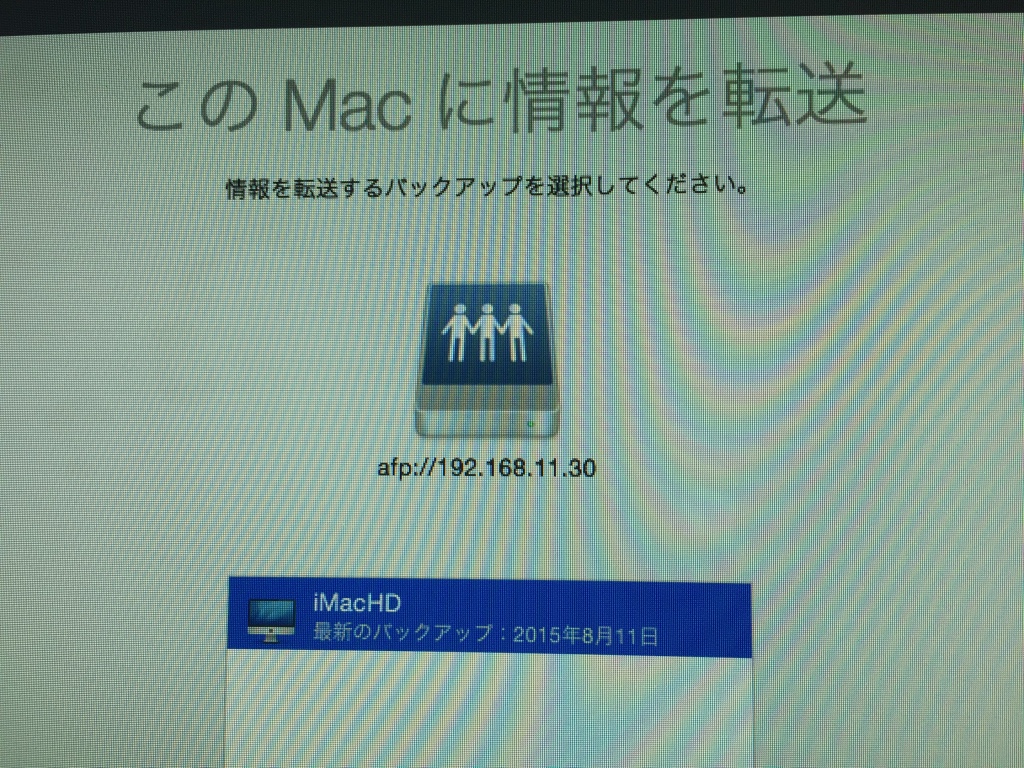 この Mac に情報を転送
情報を転送するバックアップを選択してください。
afp://192.168.11.30
iMacHD
最新のバックアップ：2015年8月11日